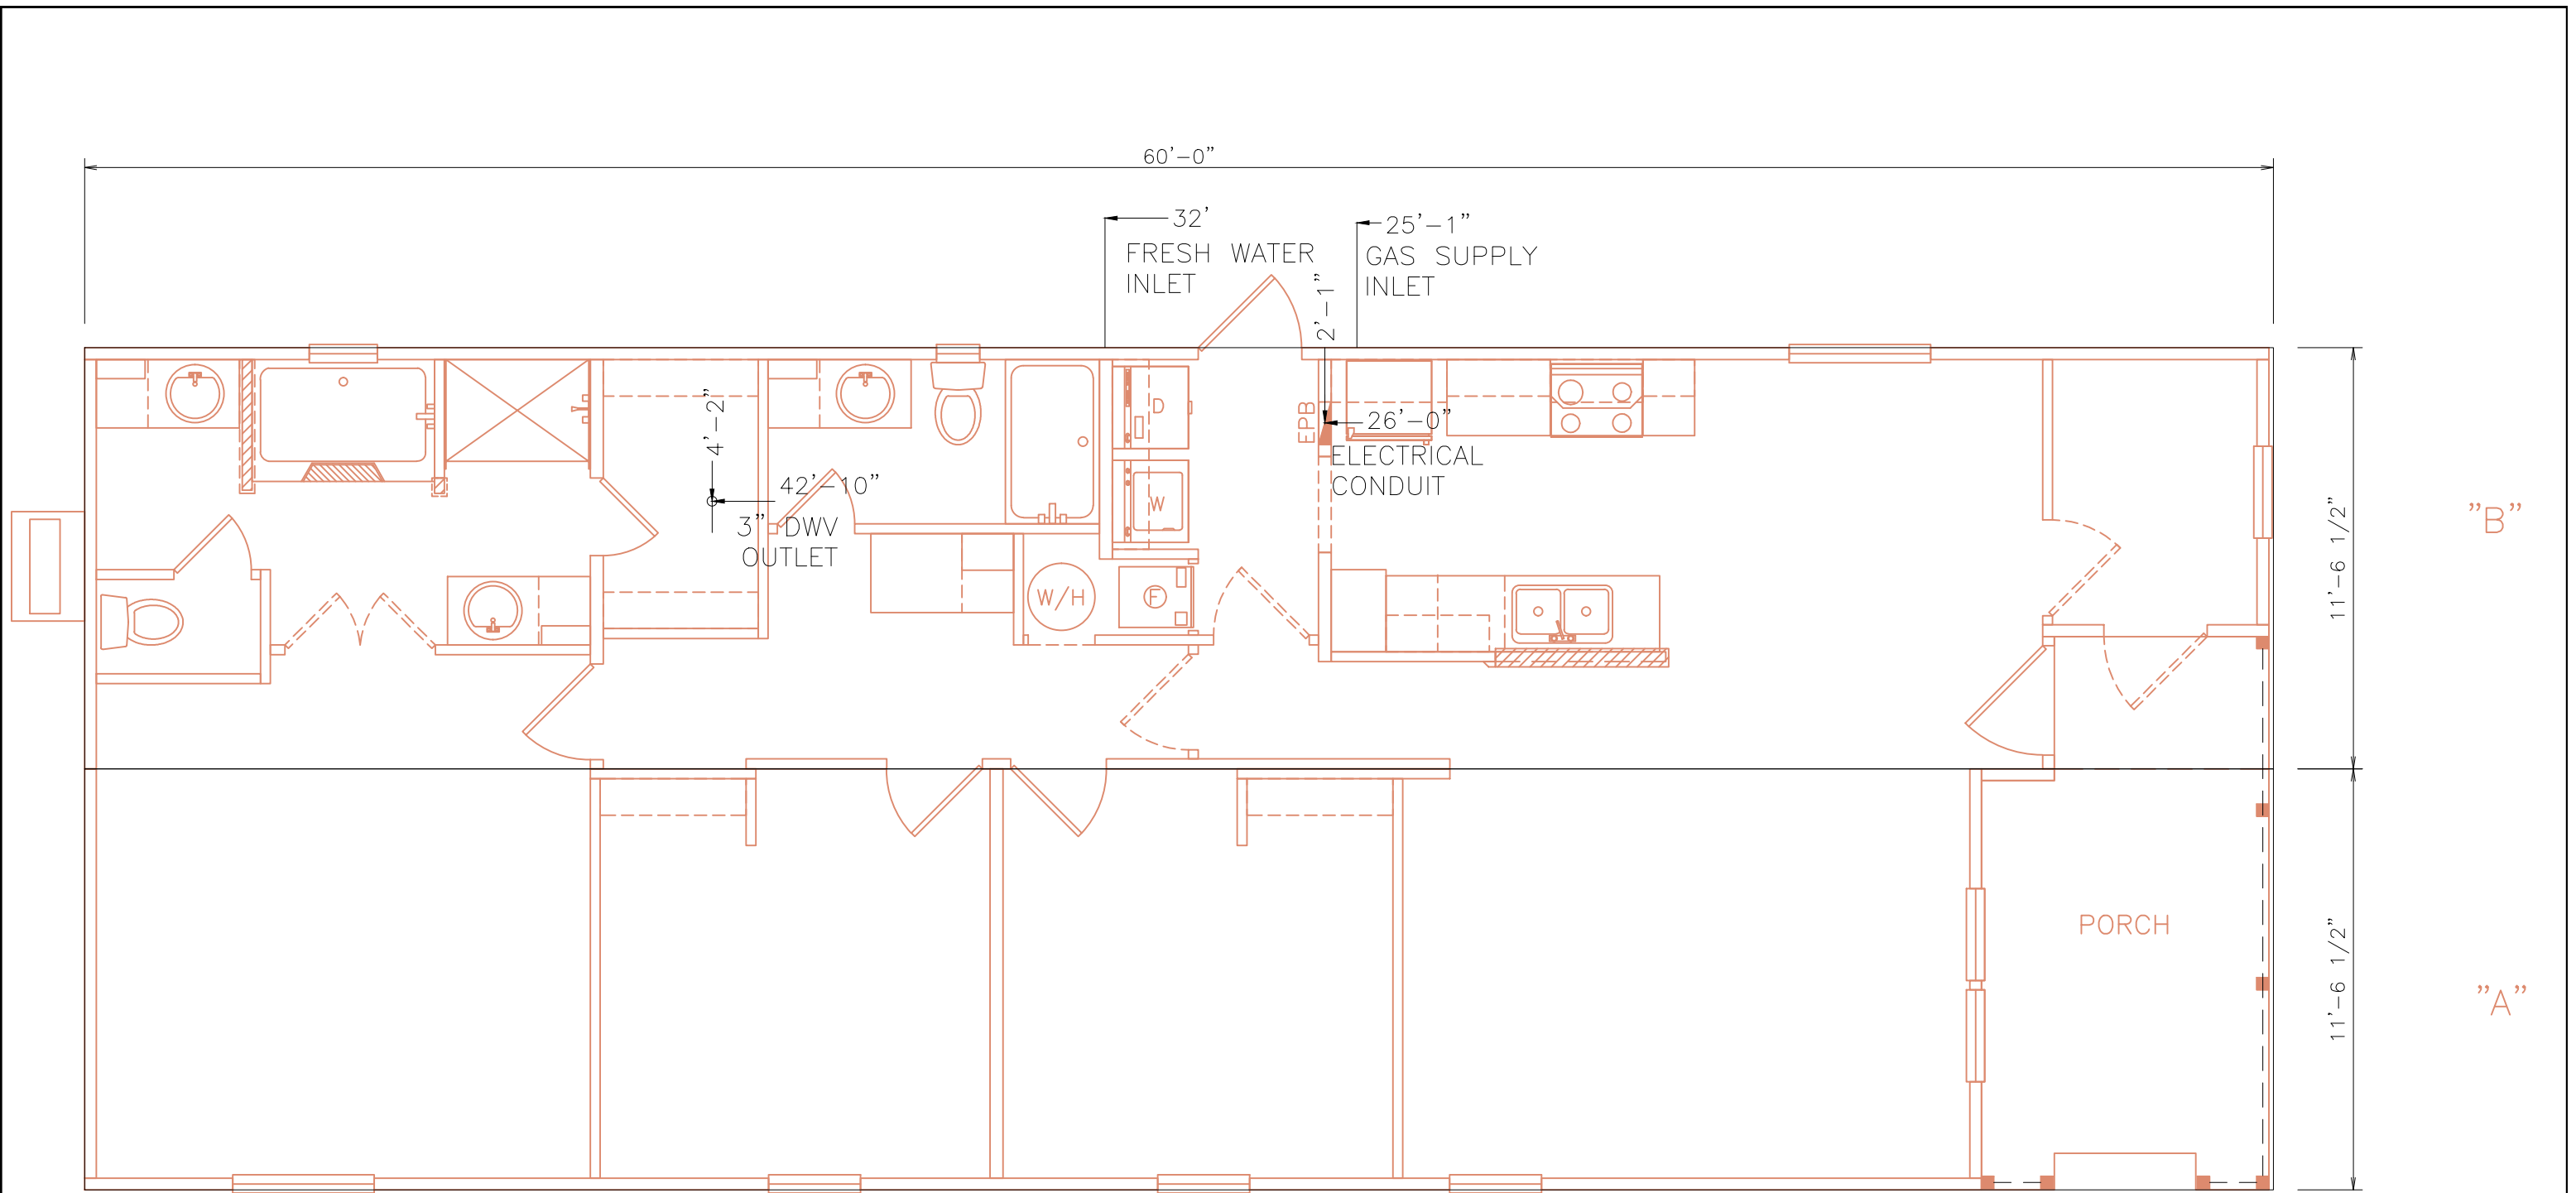 60'-0"
32'
FRESH WATER
INLET
25'-1"
GAS SUPPLY
INLET
2'-1"
EPB
26'-0"
ELECTRICAL
CONDUIT
4'-2"
42'-10"
3" DWV
OUTLET
D
W
W/H
F
11'-6 1/2"
"B"
PORCH
11'-6 1/2"
"A"